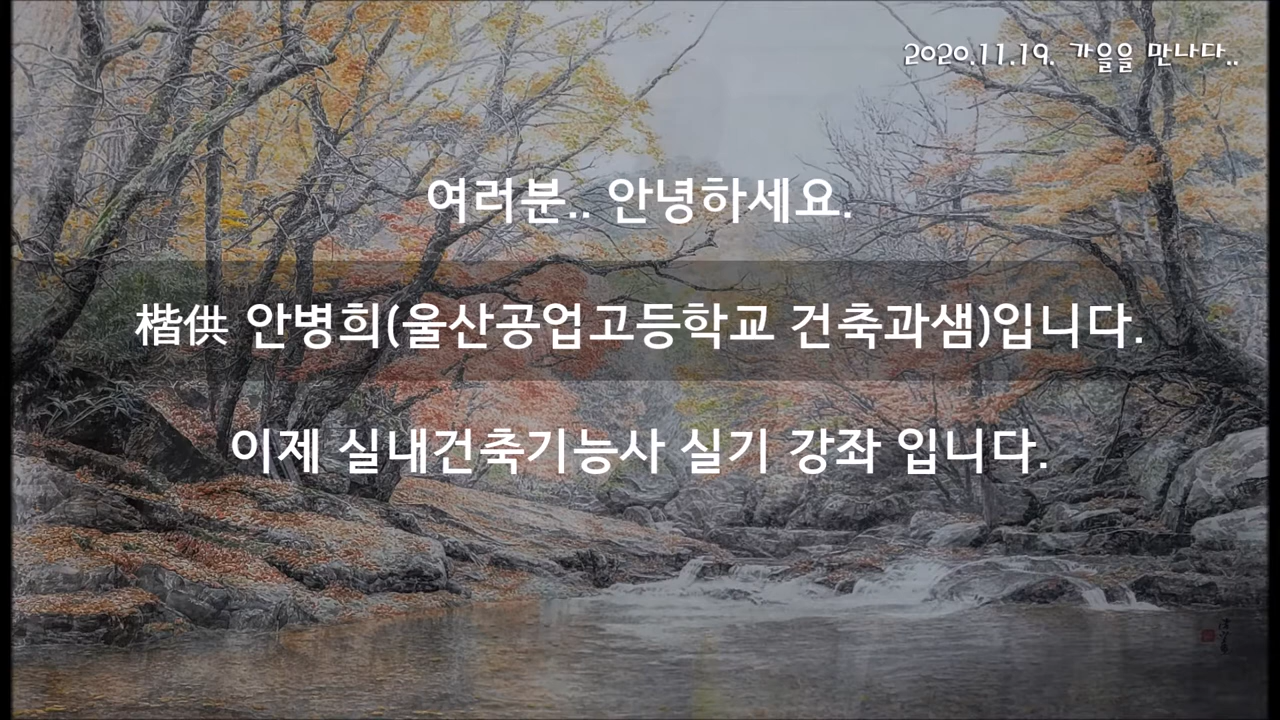 2020.11.19. 가을을 만나다..
여러분.. 안녕하세요.
楷供 안병희(울산공업고등학교 건축과샘)입니다.
이제 실내건축기능사 실기 강좌 입니다.